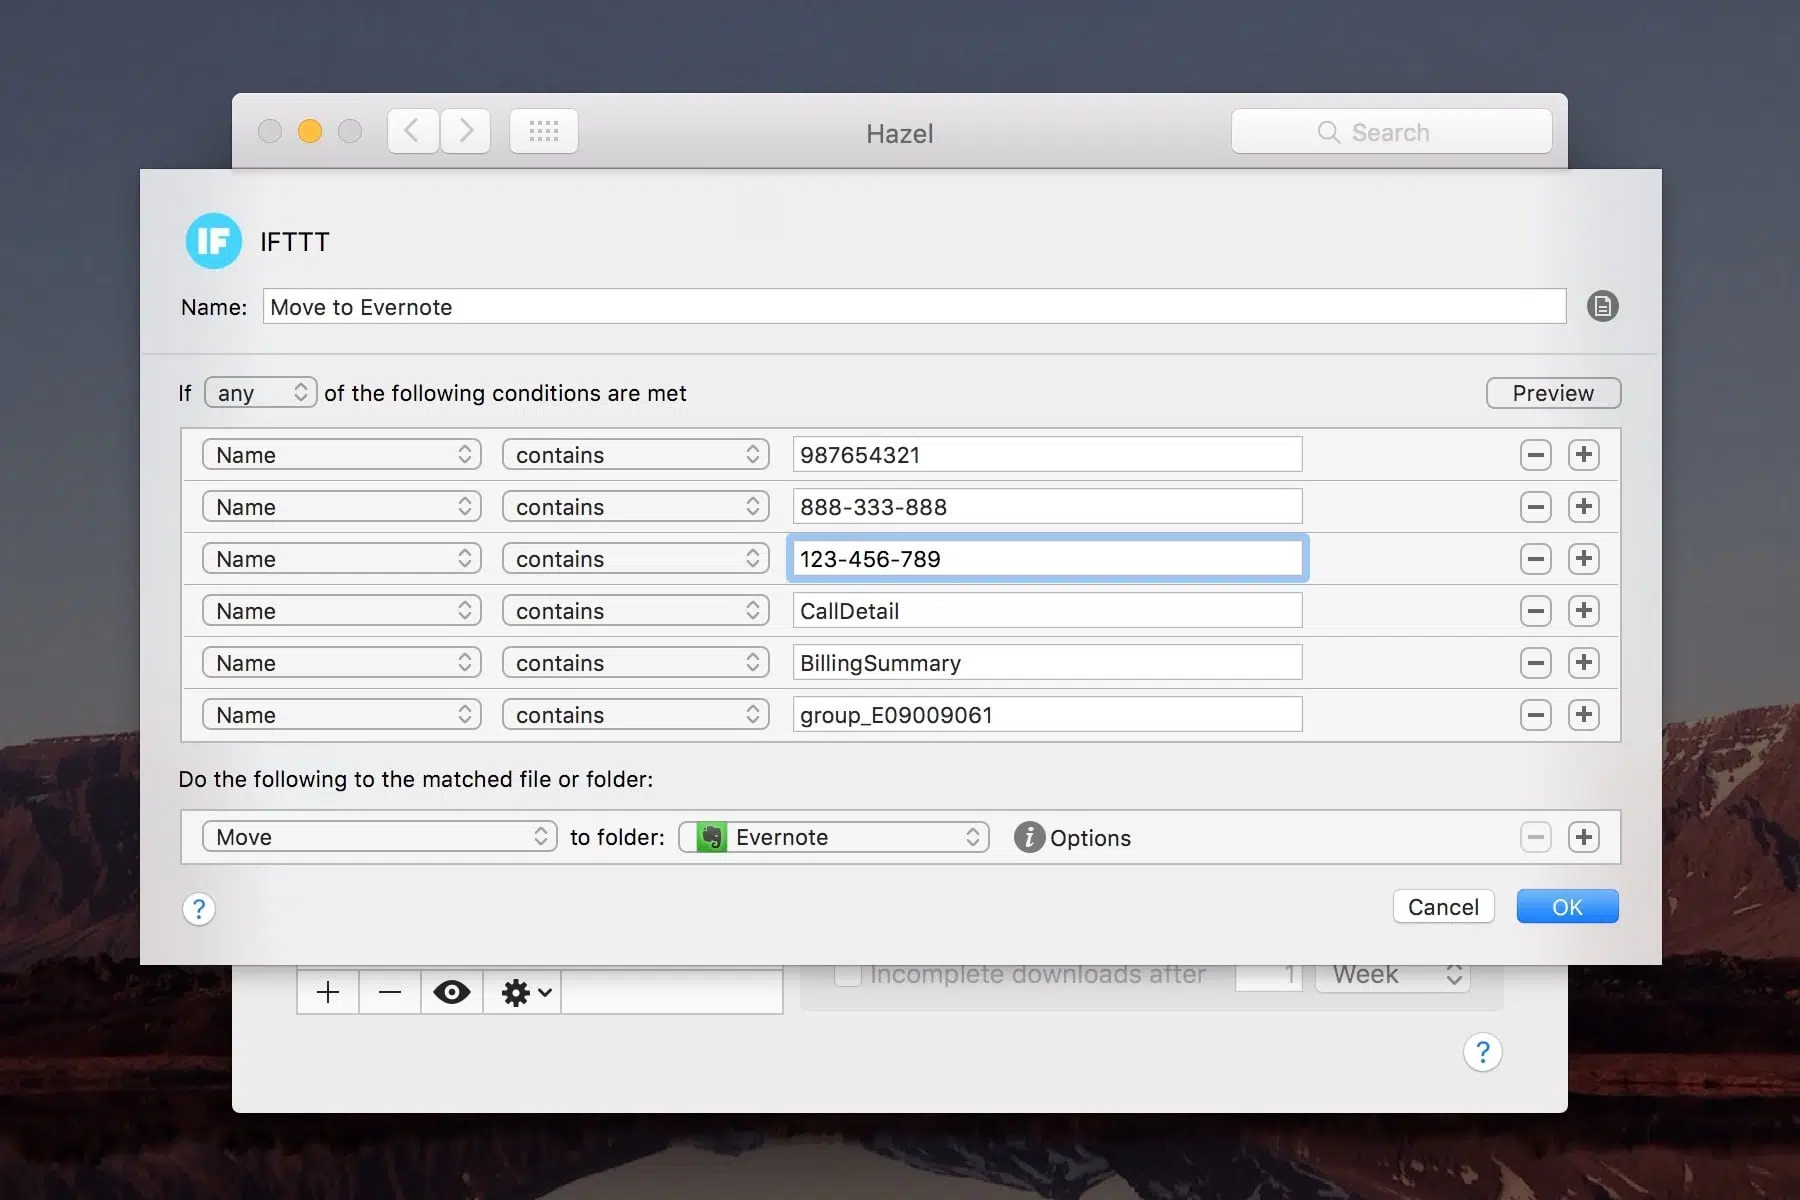 Hazel
Search
IF IFTTT
Name: Move to Evernote
If any of the following conditions are met Preview
Name contains 987654321
Name contains 888-333-888
Name contains 123-456-789
Name contains CallDetail
Name contains BillingSummary
Name contains group_E09009061
Do the following to the matched file or folder:
Move to folder: Evernote i Options
? Cancel OK
Incomplete downloads after 1 Week
?